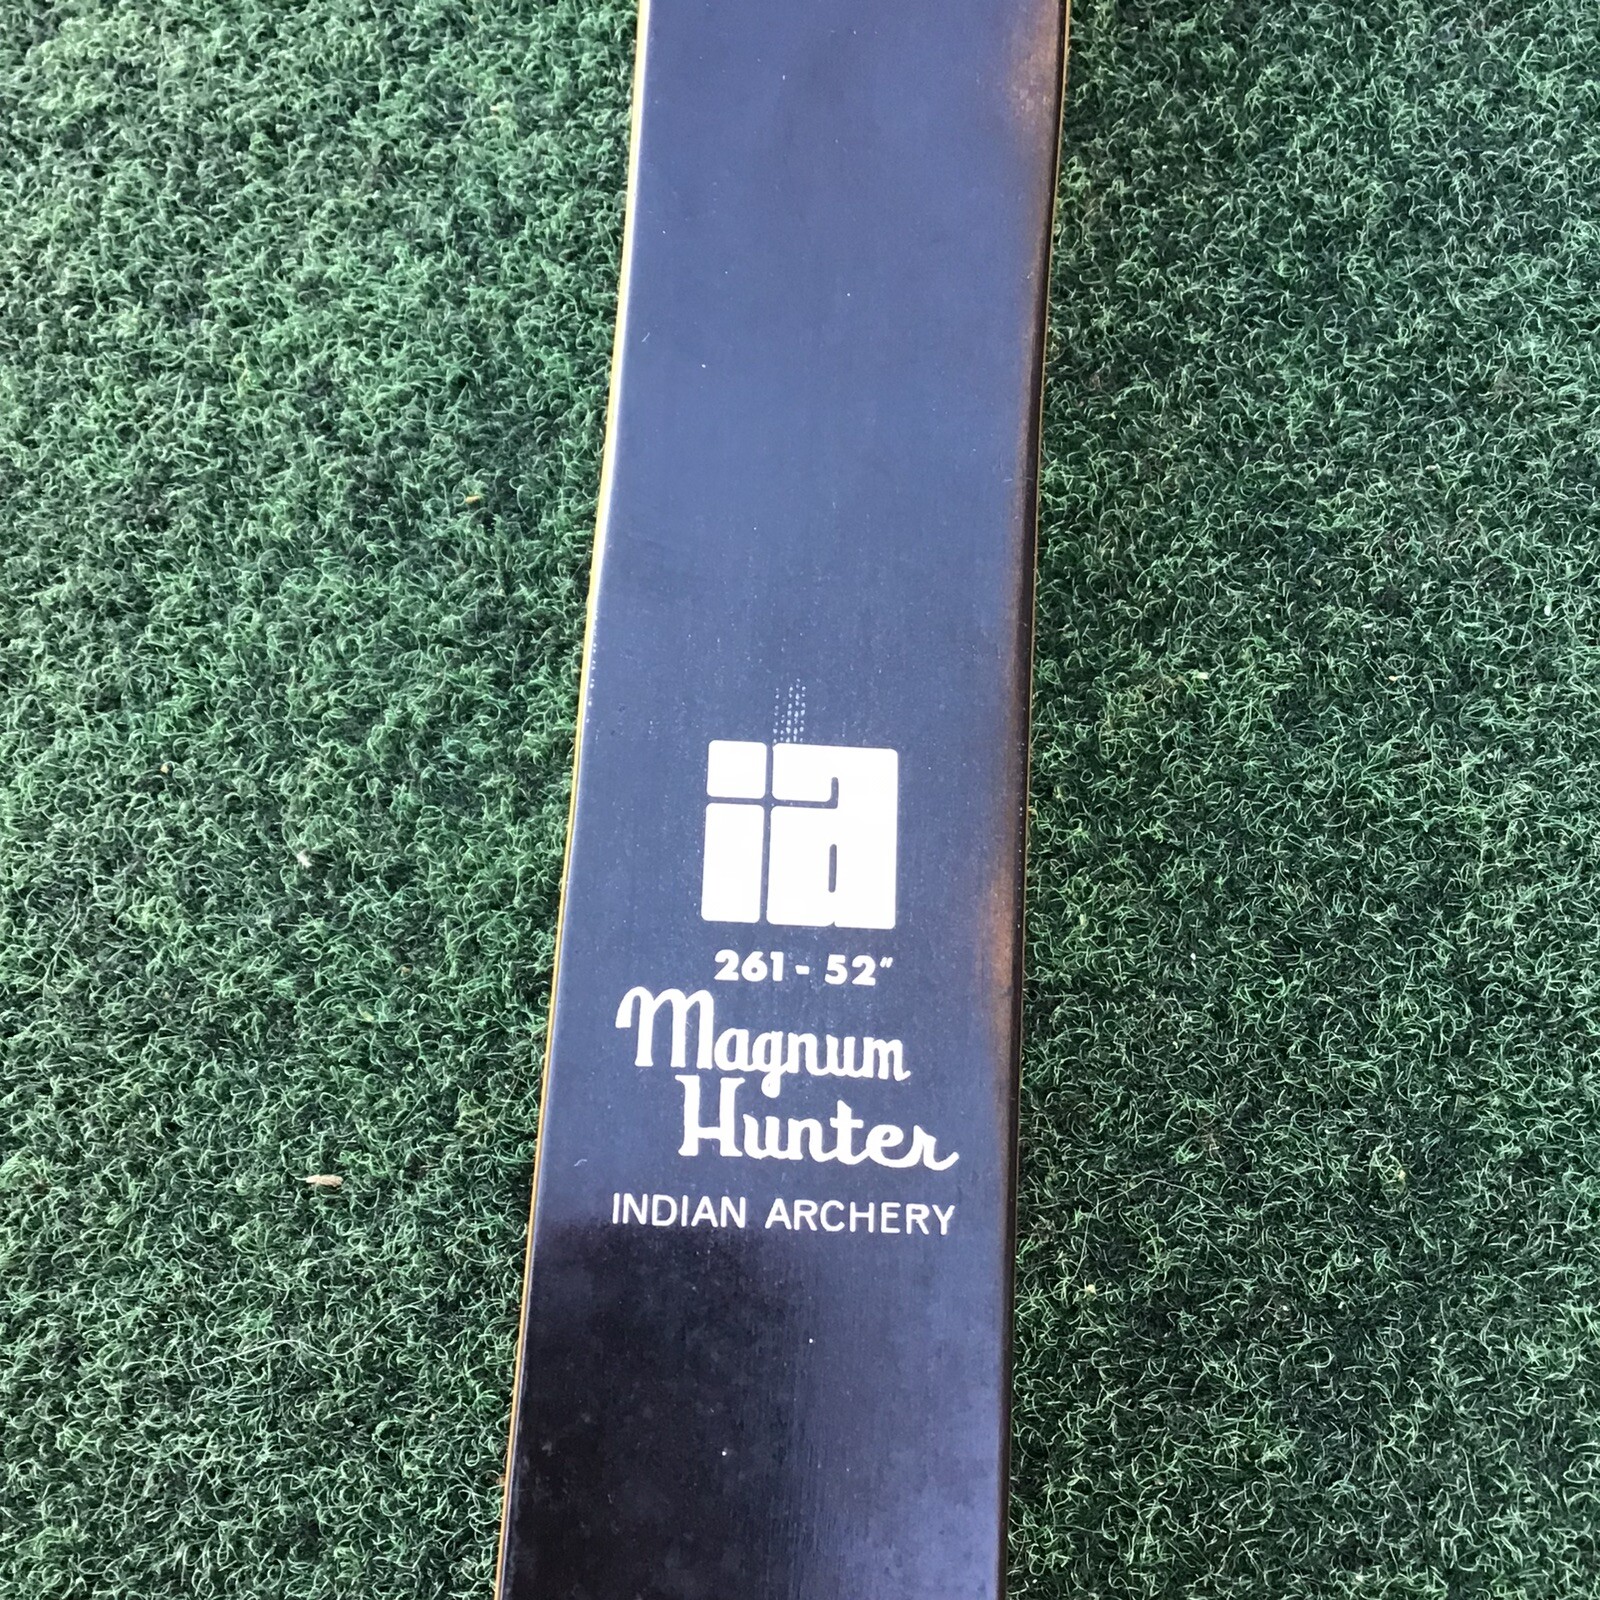 ia
261 - 52"
Magnum
Hunter
INDIAN ARCHERY